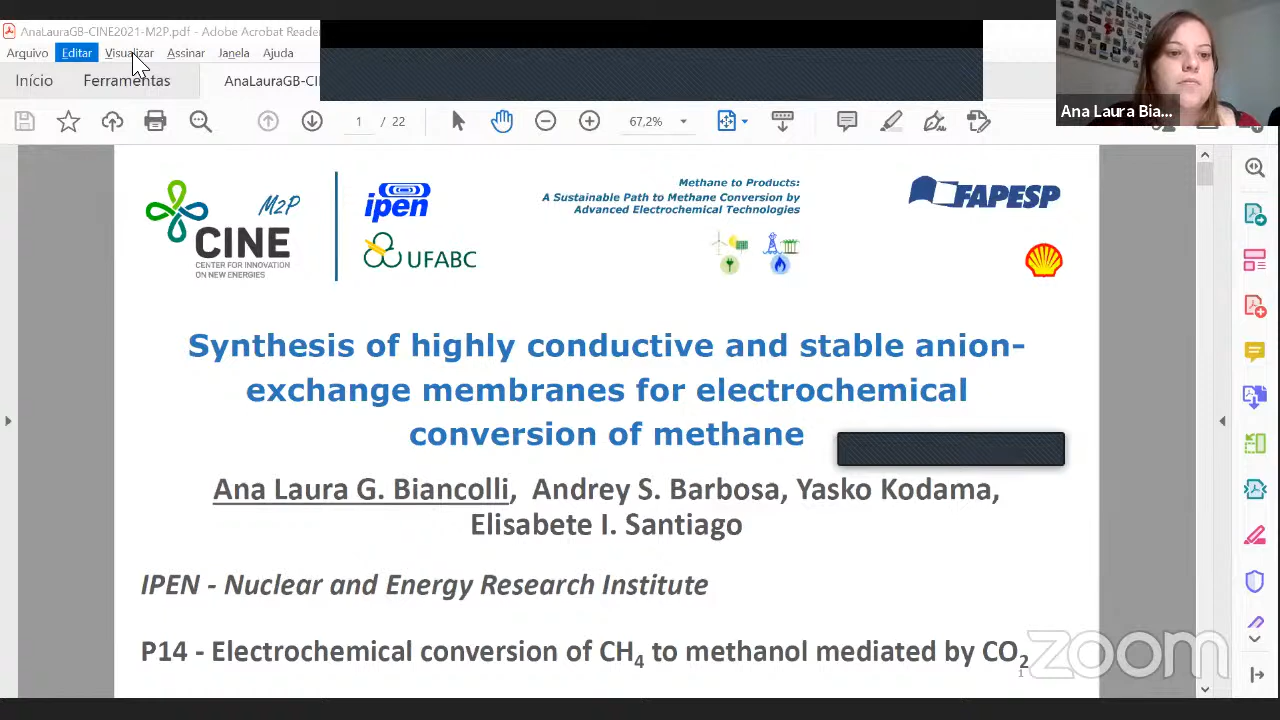 AnaLauraGB-CINE2021-M2P.pdf - Adobe Acrobat Reader
Arquivo Editar Visualizar Assinar Janela Ajuda
Início Ferramentas AnaLauraGB-CI
Ana Laura Bia...
1 / 22 67,2%
M2P
CINE
CENTER FOR INNOVATION
ON NEW ENERGIES
ipen
UFABC
Methane to Products:
A Sustainable Path to Methane Conversion by
Advanced Electrochemical Technologies
FAPESP
Synthesis of highly conductive and stable anion-
exchange membranes for electrochemical
conversion of methane
Ana Laura G. Biancolli, Andrey S. Barbosa, Yasko Kodama,
Elisabete I. Santiago
IPEN - Nuclear and Energy Research Institute
P14 - Electrochemical conversion of CH4 to methanol mediated by CO2
1
zoom